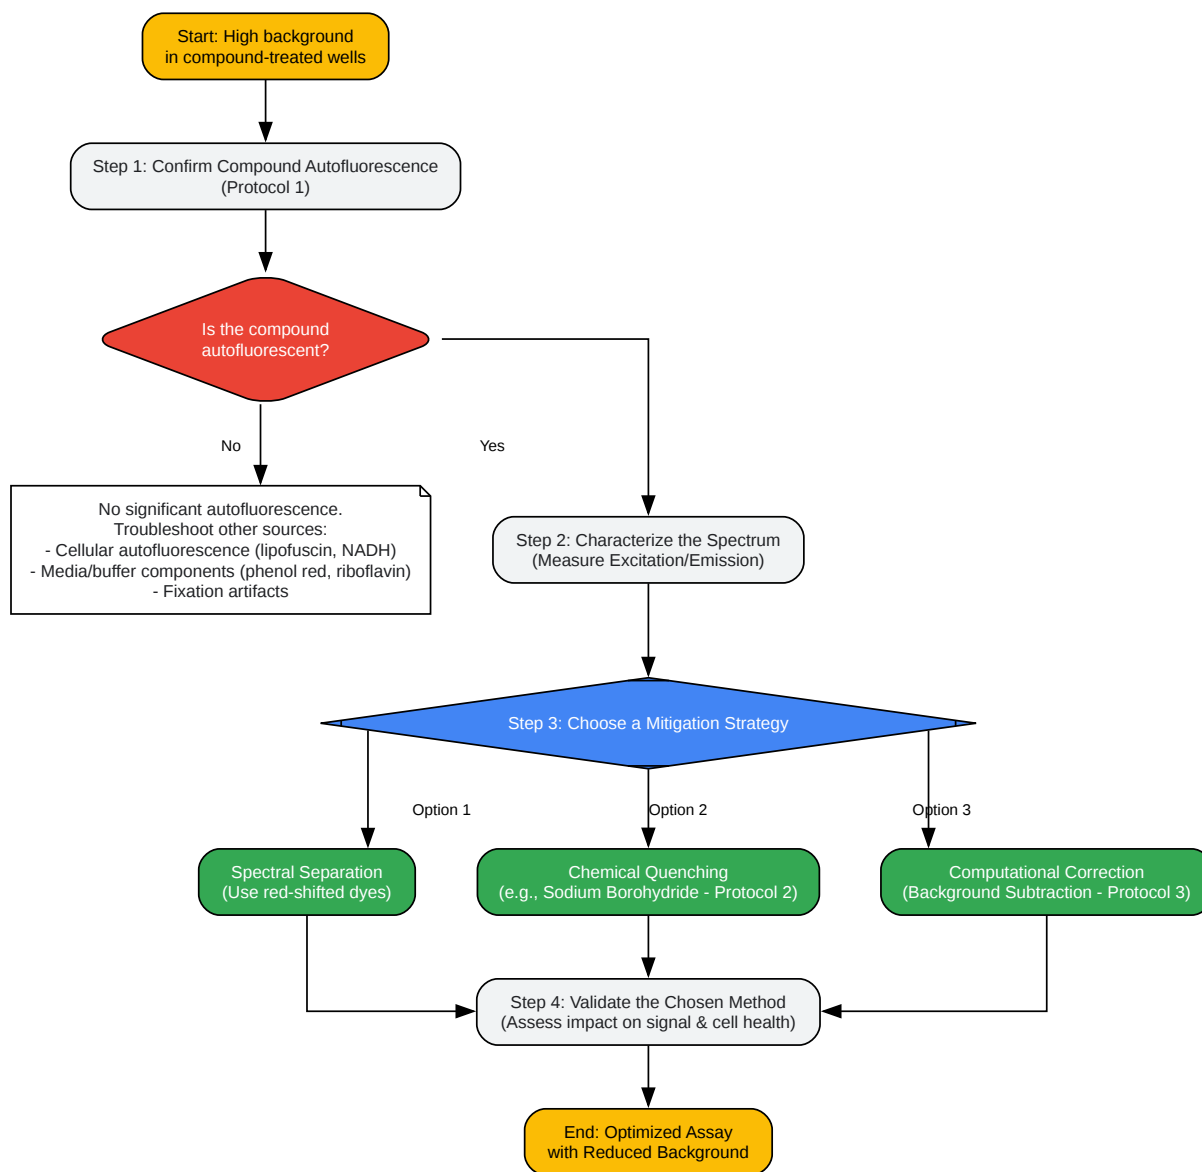 Start: High background
in compound-treated wells
Step 1: Confirm Compound Autofluorescence
(Protocol 1)
Is the compound
autofluorescent?
No
Yes
No significant autofluorescence.
Troubleshoot other sources:
- Cellular autofluorescence (lipofuscin, NADH)
- Media/buffer components (phenol red, riboflavin)
- Fixation artifacts
Step 2: Characterize the Spectrum
(Measure Excitation/Emission)
Step 3: Choose a Mitigation Strategy
Option 1
Option 2
Option 3
Spectral Separation
(Use red-shifted dyes)
Chemical Quenching
(e.g., Sodium Borohydride - Protocol 2)
Computational Correction
(Background Subtraction - Protocol 3)
Step 4: Validate the Chosen Method
(Assess impact on signal & cell health)
End: Optimized Assay
with Reduced Background